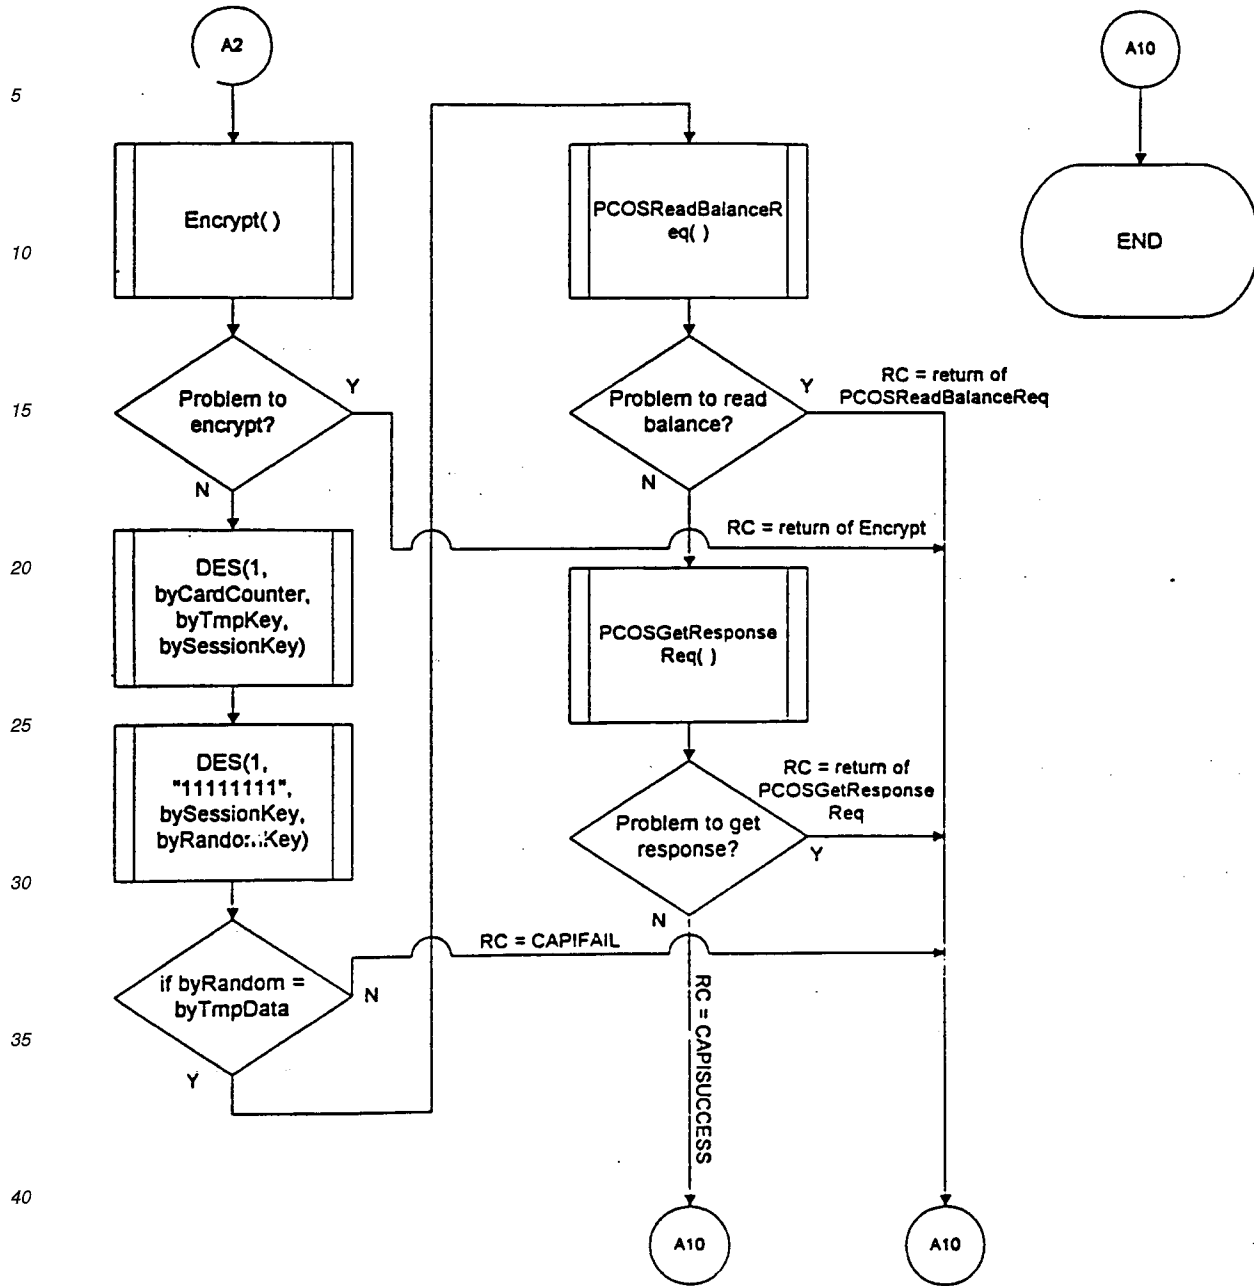 A2
5
Encrypt( )
10
Problem to
encrypt?
Y
15
N
DES(1,
byCardCounter,
byTmpKey,
bySessionKey)
20
25
DES(1,
"11111111",
bySessionKey,
30
if byRandom =
byTmpData
N
35
Y
40
PCOSReadBalanceR
eq( )
Problem to read
balance?
Y
RC = return of
PCOSReadBalanceReq
N
RC = return of Encrypt
PCOSGetResponse
Req( )
RC = return of
PCOSGetResponse
Req
Problem to get
response?
Y
N
RC = CAPIFAIL
RC = CAPISUCCESS
A10
A10
A10
END